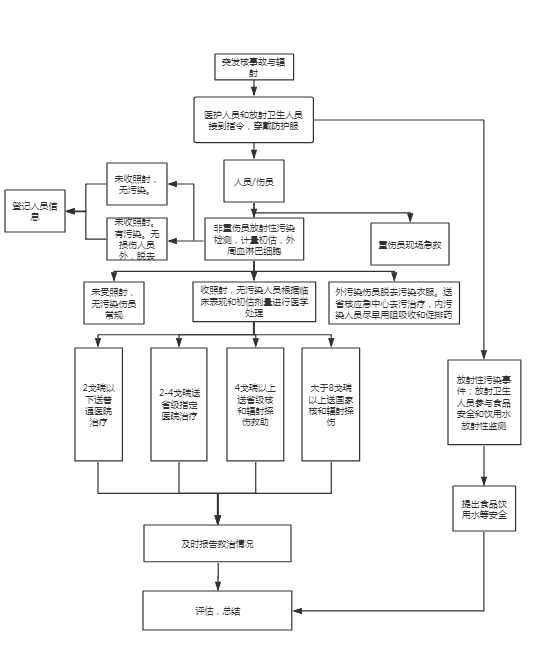 突发核事故与辐
射
医护人员和放射卫生人员
接到指令，穿戴防护服
人员/伤员
未收照射，
无污染。
登记人员信
息
未收照射。
有污染。无
损伤人员
外，脱去
非重伤员放射性污染
检测，计量初估，外
周血淋巴细胞
重伤员现场急救
未受照射，
无污染伤员
常规
收照射，无污染人员根据临
床表现和初估剂量进行医学
处理
外污染伤员脱去污染衣服。送
省核应急中心去污治疗，内污
染人员尽早用阻吸收和促排药
2戈瑞以
下送普
通医院
治疗
2-4戈瑞送
省级指定
医院治疗
4戈瑞以上
送省级核
和辐射探
伤救助
大于8戈瑞
以上送国家
核和辐射探
伤
放射性污染事
件；放射卫生
人员参与食品
安全和饮用水
放射性监测
提出食品饮
用水等安全
及时报告救治情况
评估，总结